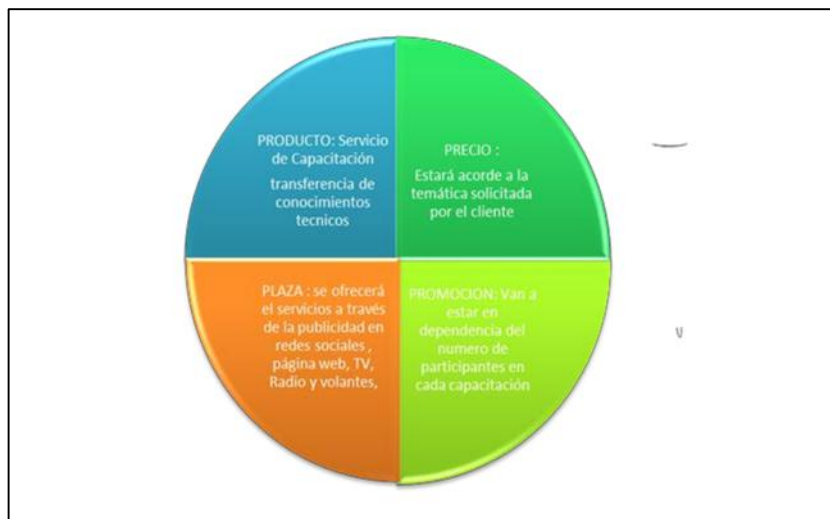 PRODUCTO: Servicio
de Capacitación
transferencia de
conocimientos
tecnicos
PRECIO :
Estará acorde a la
temática solicitada
por el cliente
PLAZA : se ofrecerá
el servicios a través
de la publicidad en
redes sociales ,
página web, TV,
Radio y volantes,
PROMOCION: Van a
estar en
dependencia del
numero de
participantes en
cada capacitación